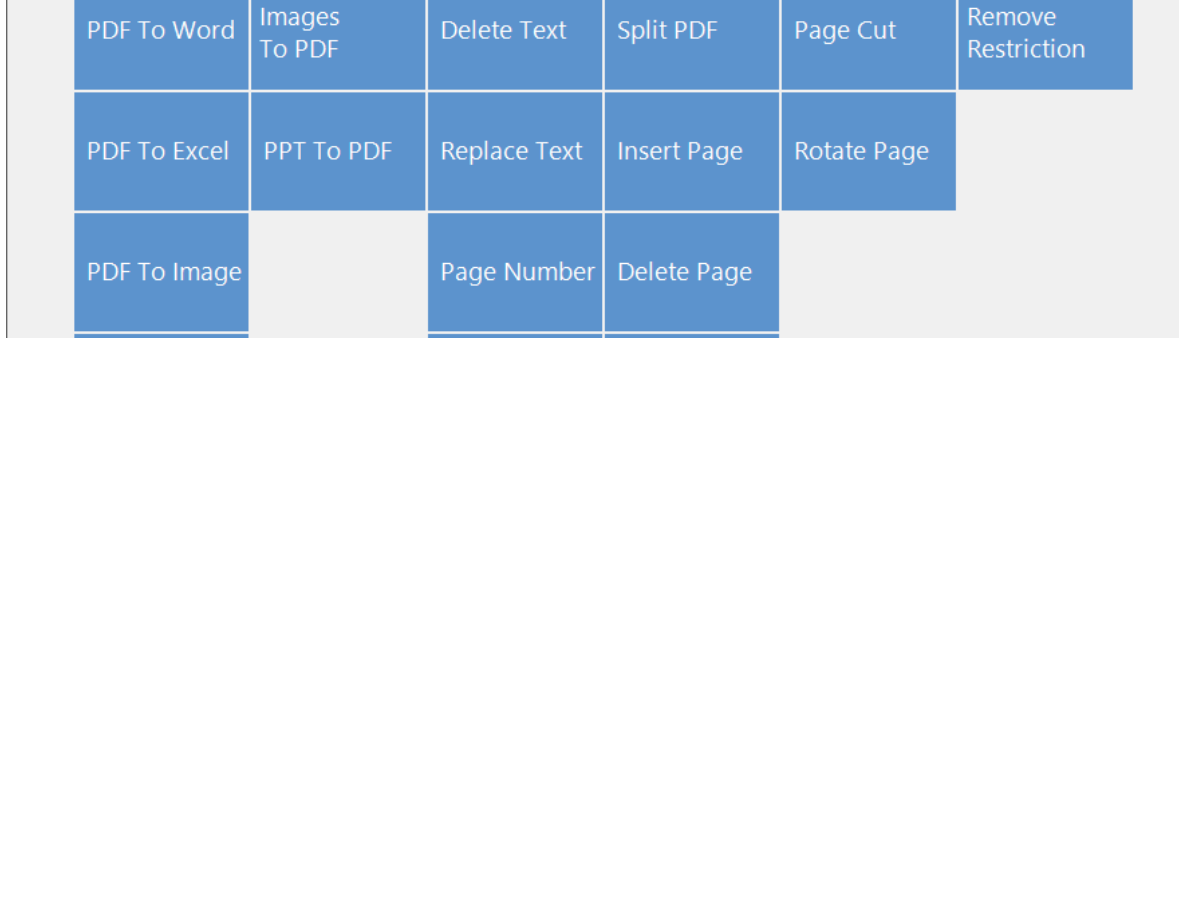 PDF To Word
Images
To PDF
Delete Text
Split PDF
Page Cut
Remove
Restriction
PDF To Excel
PPT To PDF
Replace Text
Insert Page
Rotate Page
PDF To Image
Page Number
Delete Page